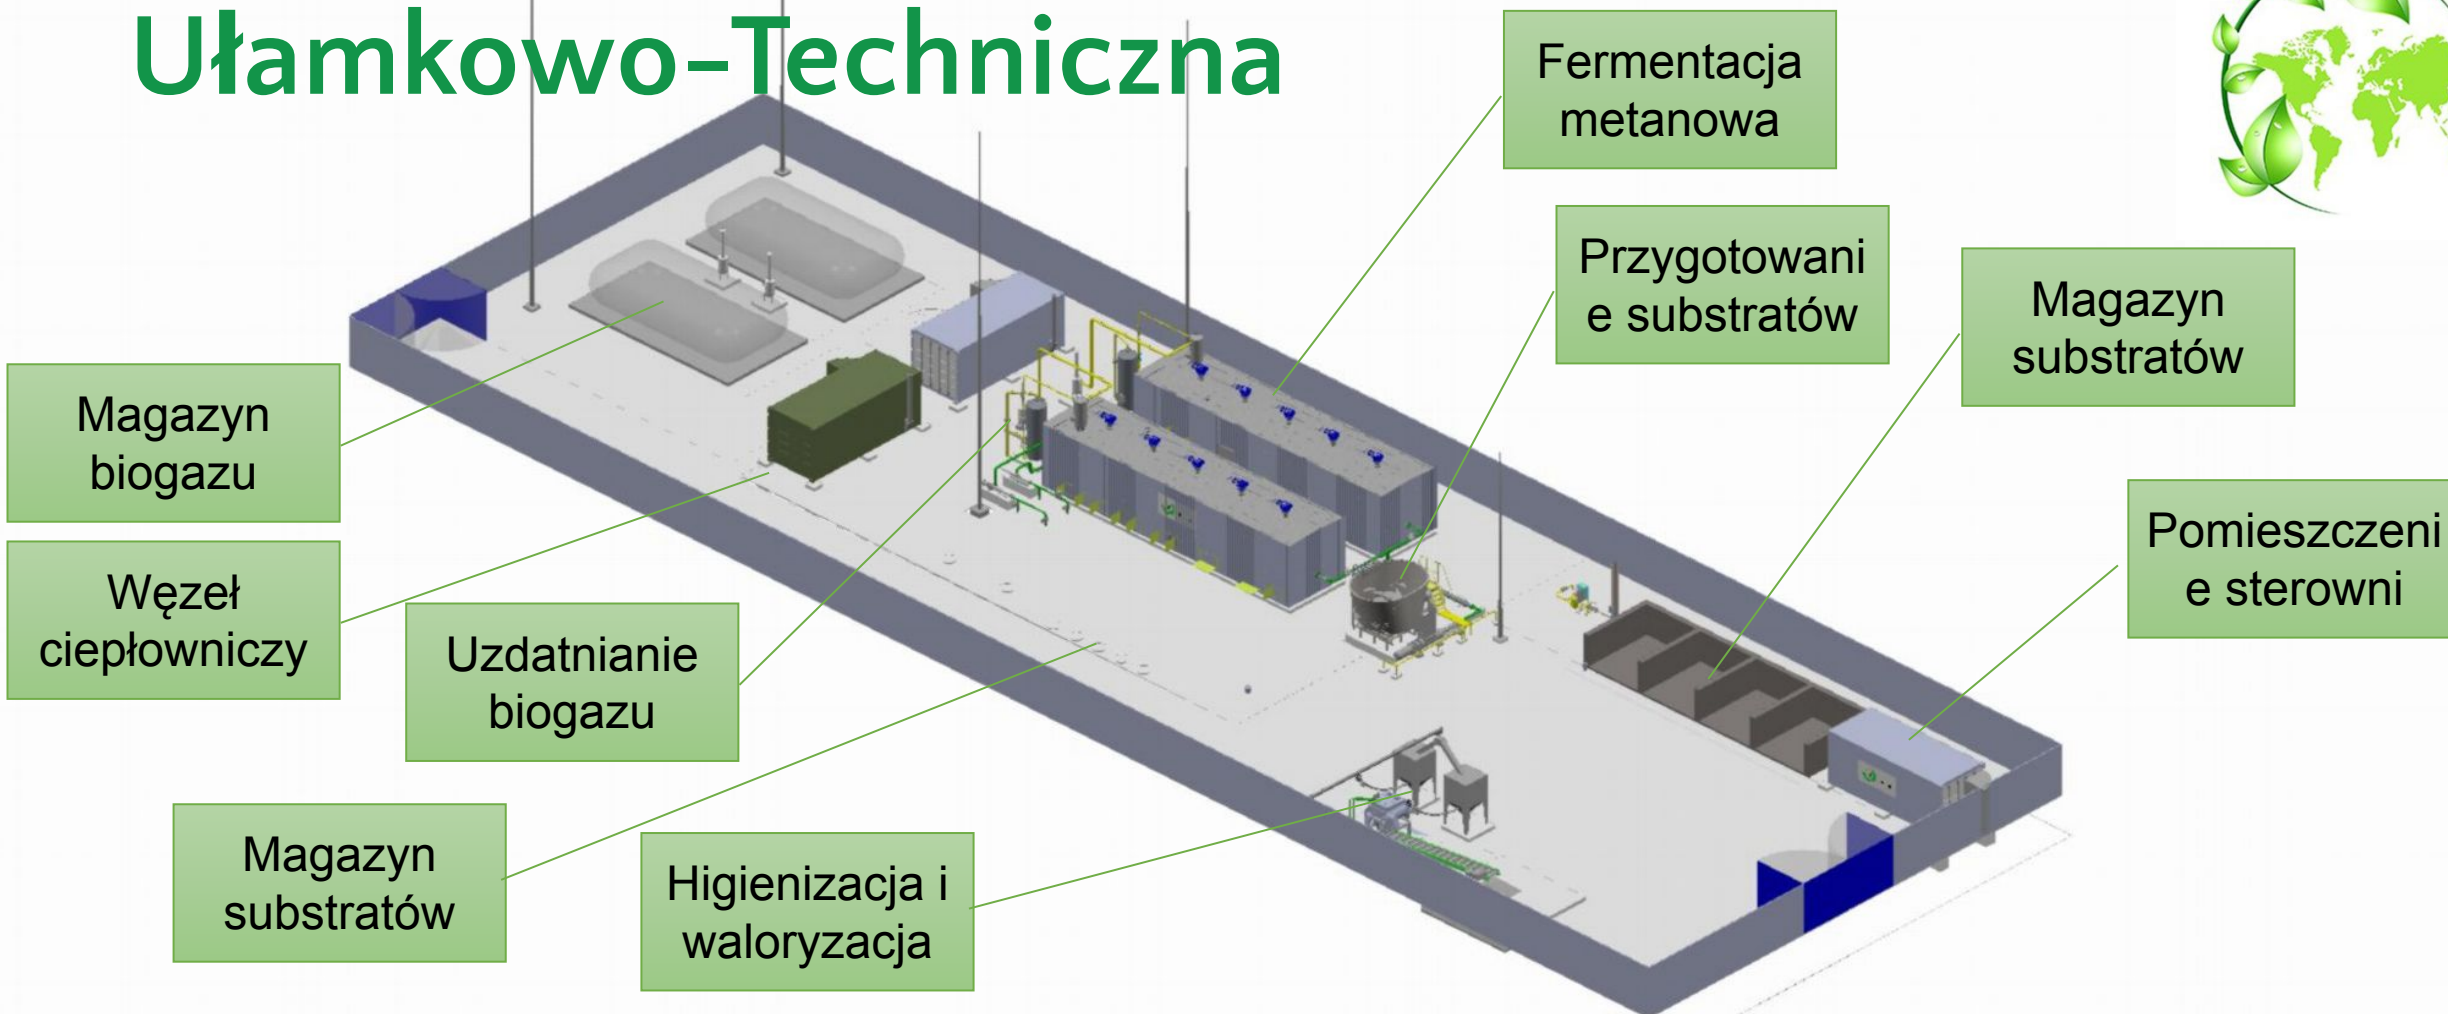 Ułamkowo-Techniczna
Fermentacja
metanowa
Przygotowani
e substratów
Magazyn
substratów
Pomieszczeni
e sterowni
Magazyn
biogazu
Węzeł
ciepłowniczy
Uzdatnianie
biogazu
Magazyn
substratów
Higienizacja i
waloryzacja